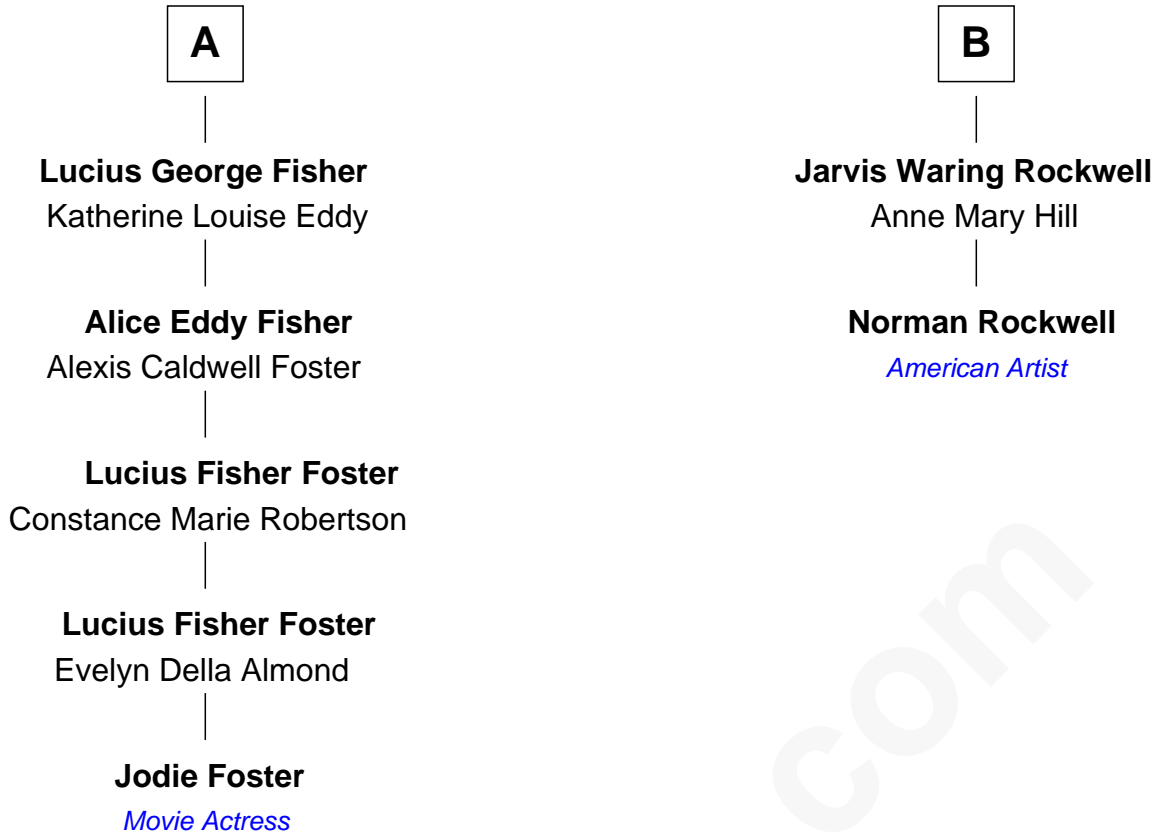 A
Lucius George Fisher
Katherine Louise Eddy
Alice Eddy Fisher
Alexis Caldwell Foster
Lucius Fisher Foster
Constance Marie Robertson
Lucius Fisher Foster
Evelyn Della Almond
Jodie Foster
Movie Actress
B
Jarvis Waring Rockwell
Anne Mary Hill
Norman Rockwell
American Artist
com